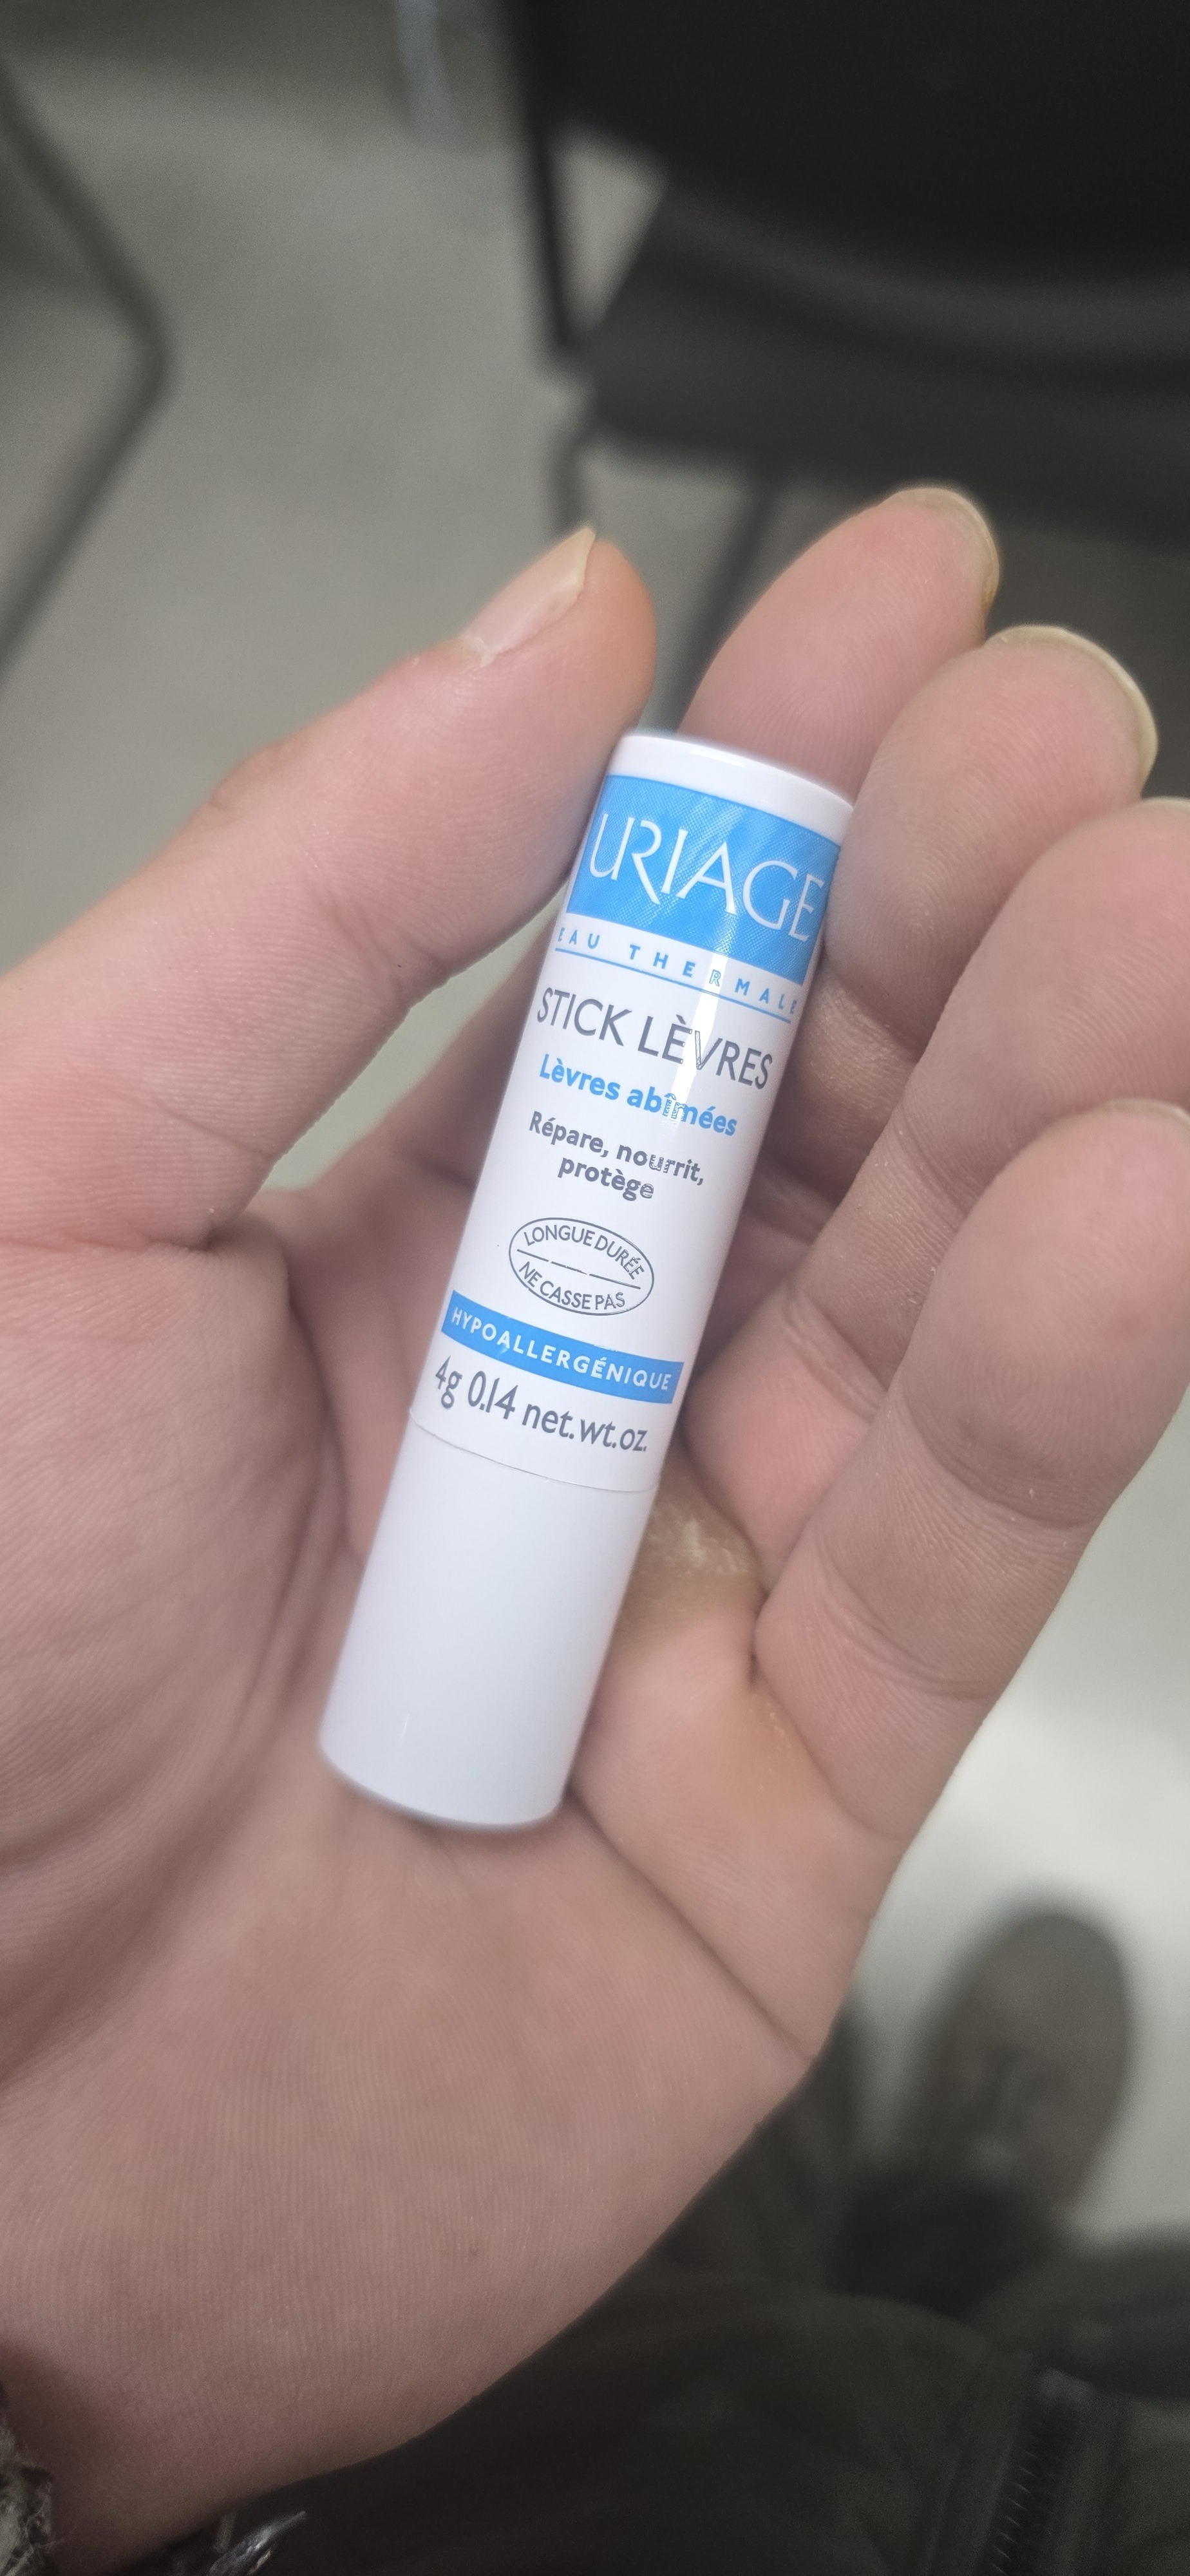 URIAGE
EAU THERMALE
STICK LÈVRES
Lèvres abîmées
Répare, nourrit,
protège
LONGUE DURÉE
NE CASSE PAS
HYPOALLERGÉNIQUE
4g 0.14 net.wt.oz.